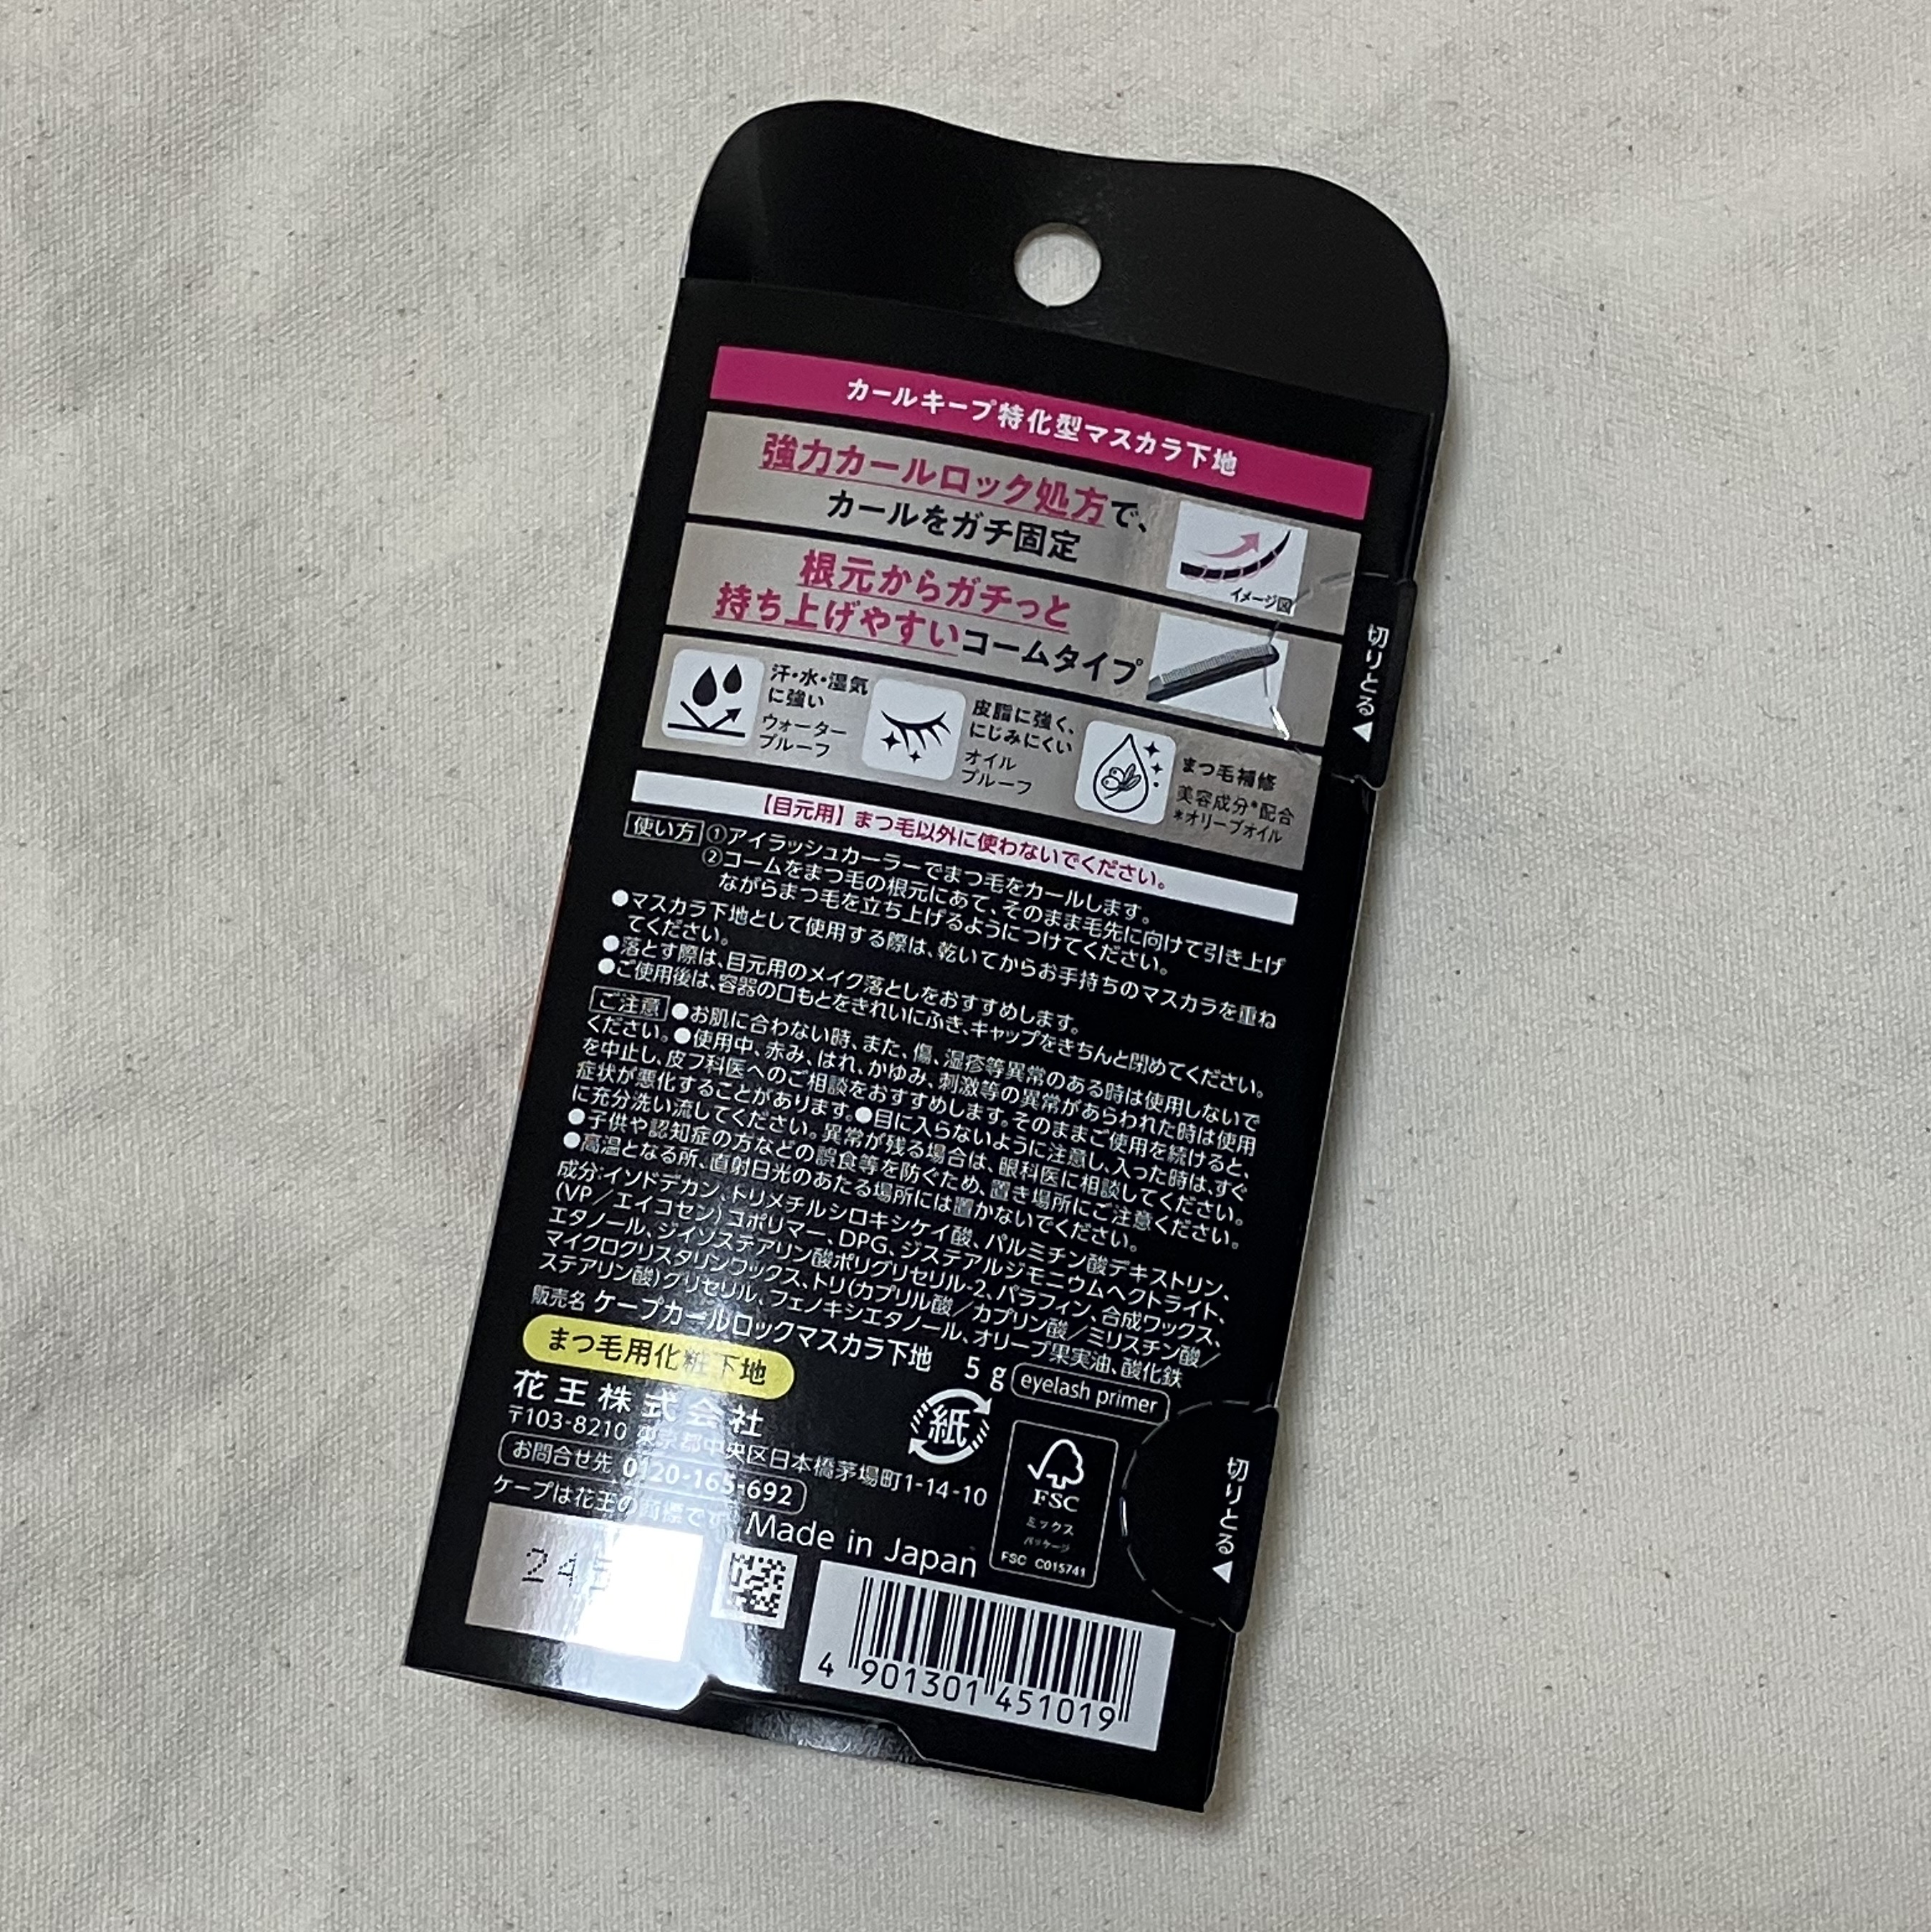 カールキープ特化型マスカラ下地
強力カールロック処方で、
カールをガチ固定
イメージ図
根元からガチっと
持ち上げやすいコームタイプ
汗・水・湿気
に強い
ウォーター
プルーフ
皮脂に強く、
にじみにくい
オイル
プルーフ
まつ毛補修
美容成分*配合
*オリーブオイル
【目元用】まつ毛以外に使わないでください。
使い方 ①アイラッシュカーラーでまつ毛をカールします。
②コームをまつ毛の根元にあて、そのまま毛先に向けて引き上げ
ながらまつ毛を立ち上げるようにつけてください。
●マスカラ下地として使用する際は、乾いてからお手持ちのマスカラを重ね
てください。
●落とす際は、目元用のメイク落としをおすすめします。
●ご使用後は、容器の口もとをきれいにふき、キャップをきちんと閉めてください。
ご注意 ●お肌に合わない時、また、傷、湿疹等異常のある時は使用しないで
ください。●使用中、赤み、はれ、かゆみ、刺激等の異常があらわれた時は使用
を中止し、皮フ科医へのご相談をおすすめします。そのままご使用を続けると、
症状が悪化することがあります。●目に入らないように注意し、入った時は、すぐ
に充分洗い流してください。異常が残る場合は、眼科医に相談してください。
●子供や認知症の方などの誤食等を防ぐため、置き場所にご注意ください。
●高温となる所、直射日光のあたる場所には置かないでください。
成分:イソドデカン、トリメチルシロキシケイ酸、パルミチン酸デキストリン、
(VP/エイコセン)コポリマー、DPG、ジステアルジモニウムヘクトライト、
エタノール、ジイソステアリン酸ポリグリセリル-2、パラフィン、合成ワックス、
マイクロクリスタリンワックス、トリ(カプリル酸/カプリン酸/ミリスチン酸/
ステアリン酸)グリセリル、フェノキシエタノール、オリーブ果実油、酸化鉄
販売名 ケープカールロックマスカラ下地 5g eyelash primer
まつ毛用化粧下地
花王株式会社
〒103-8210 東京都中央区日本橋茅場町1-14-10
お問合せ先 0120-165-692
ケープは花王の商標です
Made in Japan
紙
FSC
ミックス
パッケージ
FSC C015741
4 901301 451019
切りとる◀
切りとる◀